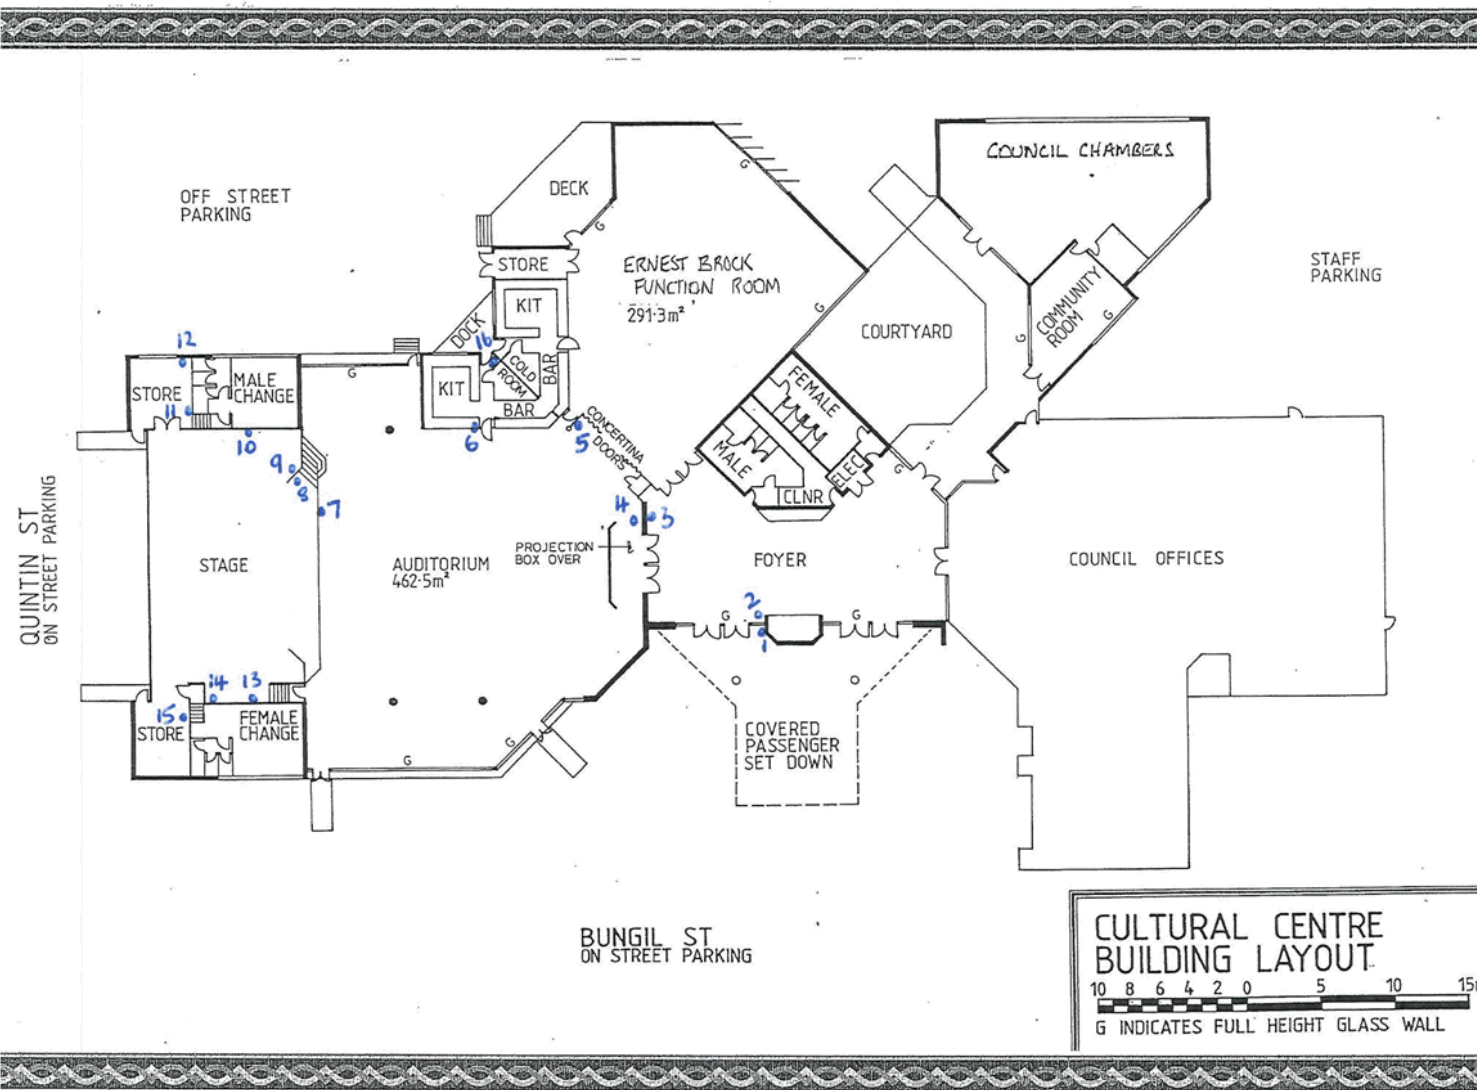 COUNCIL CHAMBERS
OFF STREET
PARKING
DECK
G
G
STORE
ERNEST BROCK
FUNCTION ROOM
291·3m²
STAFF
PARKING
KIT
G
COURTYARD
COMMUNITY
ROOM
G
G
DOCK
16
COLD
ROOM
BAR
12
G
STORE
MALE
CHANGE
KIT
BAR
FEMALE
11
10
6
5
CONCERTINA
DOORS
MALE
ELEC
G
9
8
7
CLNR
4
3
PROJECTION
BOX OVER
STAGE
AUDITORIUM
462·5m²
FOYER
COUNCIL OFFICES
QUINTIN ST
ON STREET PARKING
2
G
G
1
14
13
15
STORE
FEMALE
CHANGE
G
G
COVERED
PASSENGER
SET DOWN
BUNGIL ST
ON STREET PARKING
CULTURAL CENTRE
BUILDING LAYOUT
10 8 6 4 2 0 5 10 15
G INDICATES FULL HEIGHT GLASS WALL